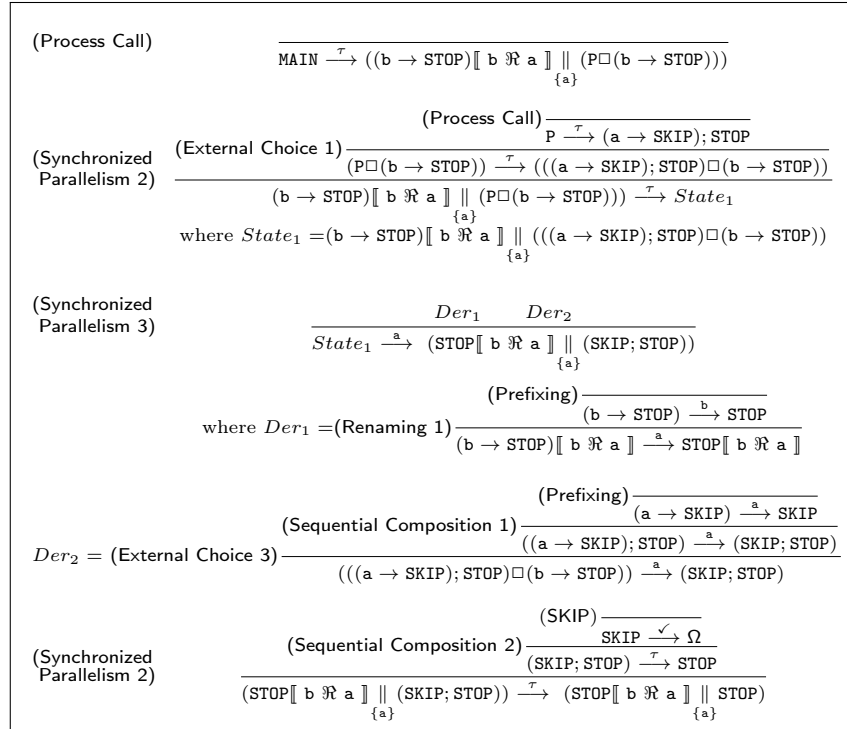 (Process Call)
MAIN —τ→ ((b → STOP)⟦ b ℜ a ⟧ ∥{a} (P□(b → STOP)))
(Process Call)
P —τ→ (a → SKIP);STOP
(External Choice 1)
(P□(b → STOP)) —τ→ (((a → SKIP);STOP)□(b → STOP))
(Synchronized
Parallelism 2)
(b → STOP)⟦ b ℜ a ⟧ ∥{a} (P□(b → STOP))) —τ→ State₁
where State₁ =(b → STOP)⟦ b ℜ a ⟧ ∥{a} (((a → SKIP);STOP)□(b → STOP))
(Synchronized
Parallelism 3)
Der₁ Der₂
State₁ —a→ (STOP⟦ b ℜ a ⟧ ∥{a} (SKIP;STOP))
(Prefixing)
(b → STOP) —b→ STOP
where Der₁ =(Renaming 1)
(b → STOP)⟦ b ℜ a ⟧ —a→ STOP⟦ b ℜ a ⟧
(Prefixing)
(a → SKIP) —a→ SKIP
(Sequential Composition 1)
((a → SKIP);STOP) —a→ (SKIP;STOP)
Der₂ = (External Choice 3)
(((a → SKIP);STOP)□(b → STOP)) —a→ (SKIP;STOP)
(SKIP)
SKIP —✓→ Ω
(Sequential Composition 2)
(SKIP;STOP) —τ→ STOP
(Synchronized
Parallelism 2)
(STOP⟦ b ℜ a ⟧ ∥{a} (SKIP;STOP)) —τ→ (STOP⟦ b ℜ a ⟧ ∥{a} STOP)